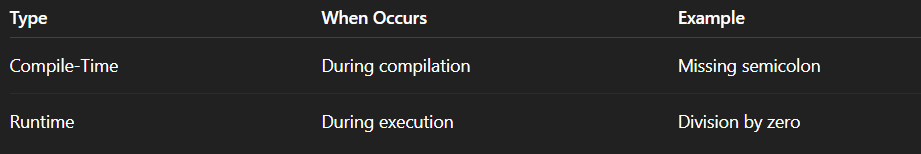 Type When Occurs Example
Compile-Time During compilation Missing semicolon
Runtime During execution Division by zero